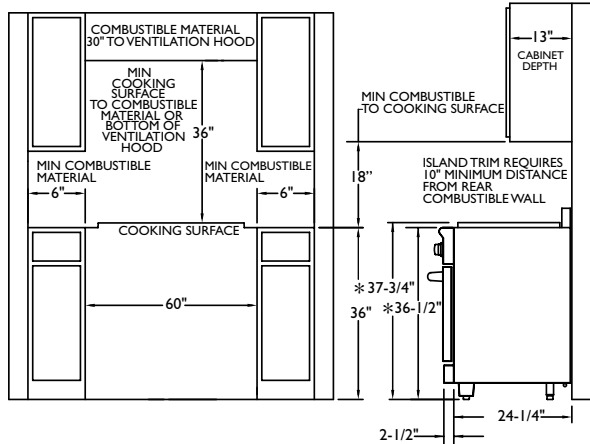 COMBUSTIBLE MATERIAL
30" TO VENTILATION HOOD
MIN
COOKING
SURFACE
TO COMBUSTIBLE
MATERIAL OR
BOTTOM OF
VENTILATION
HOOD
36"
MIN COMBUSTIBLE
MATERIAL
6"
MIN COMBUSTIBLE
MATERIAL
6"
COOKING SURFACE
60"
13"
CABINET
DEPTH
MIN COMBUSTIBLE
TO COOKING SURFACE
18”
ISLAND TRIM REQUIRES
10" MINIMUM DISTANCE
FROM REAR
COMBUSTIBLE WALL
*37-3/4"
*36-1/2"
36"
24-1/4"
2-1/2"